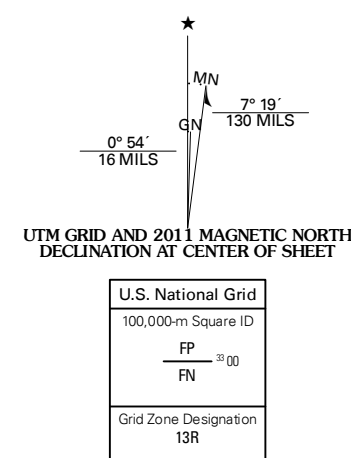 ★
MN
GN
7° 19´
130 MILS
0° 54´
16 MILS
UTM GRID AND 2011 MAGNETIC NORTH
DECLINATION AT CENTER OF SHEET
U.S. National Grid
100,000-m Square ID
FP
33 00
FN
Grid Zone Designation
13R